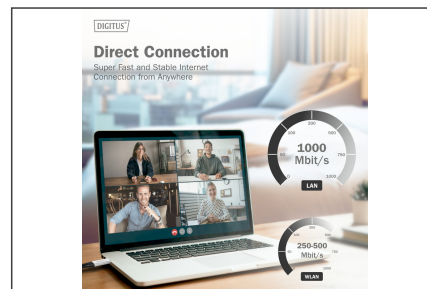 DIGITUS®
Direct Connection
Super Fast and Stable Internet
Connection from Anywhere
1000
Mbit/s
LAN
250-500
Mbit/s
WLAN